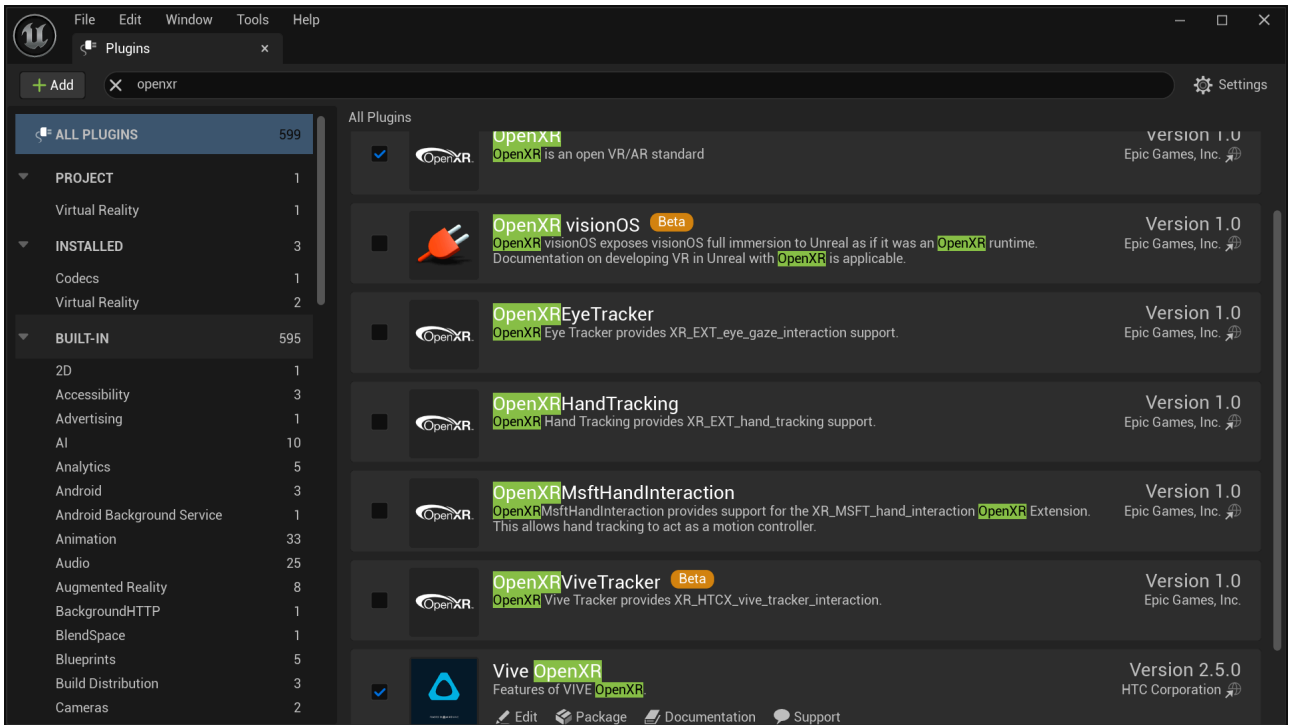 File Edit Window Tools Help
Plugins
Add openxr Settings
ALL PLUGINS 599
PROJECT 1
Virtual Reality 1
INSTALLED 3
Codecs 1
Virtual Reality 2
BUILT-IN 595
2D 1
Accessibility 3
Advertising 1
AI 10
Analytics 5
Android 3
Android Background Service 1
Animation 33
Audio 25
Augmented Reality 8
BackgroundHTTP 1
BlendSpace 1
Blueprints 5
Build Distribution 3
Cameras 2
All Plugins
OpenXR.
OpenXR Version 1.0
OpenXR is an open VR/AR standard Epic Games, Inc.
OpenXR visionOS Beta Version 1.0
OpenXR visionOS exposes visionOS full immersion to Unreal as if it was an OpenXR runtime. Epic Games, Inc.
Documentation on developing VR in Unreal with OpenXR is applicable.
OpenXR.
OpenXREyeTracker Version 1.0
OpenXR Eye Tracker provides XR_EXT_eye_gaze_interaction support. Epic Games, Inc.
OpenXR.
OpenXRHandTracking Version 1.0
OpenXR Hand Tracking provides XR_EXT_hand_tracking support. Epic Games, Inc.
OpenXR.
OpenXRMsftHandInteraction Version 1.0
OpenXRMsftHandInteraction provides support for the XR_MSFT_hand_interaction OpenXR Extension. Epic Games, Inc.
This allows hand tracking to act as a motion controller.
OpenXR.
OpenXRViveTracker Beta Version 1.0
OpenXR Vive Tracker provides XR_HTCX_vive_tracker_interaction. Epic Games, Inc.
Vive OpenXR Version 2.5.0
Features of VIVE OpenXR. HTC Corporation
Edit Package Documentation Support